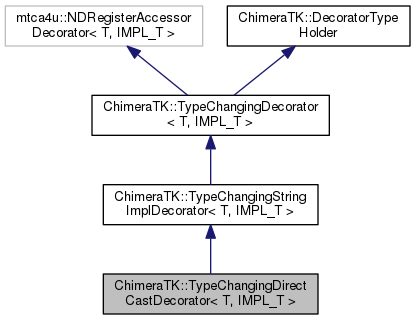 mtca4u::NDRegisterAccessor
Decorator< T, IMPL_T >
ChimeraTK::DecoratorType
Holder
ChimeraTK::TypeChangingDecorator
< T, IMPL_T >
ChimeraTK::TypeChangingString
ImplDecorator< T, IMPL_T >
ChimeraTK::TypeChangingDirect
CastDecorator< T, IMPL_T >